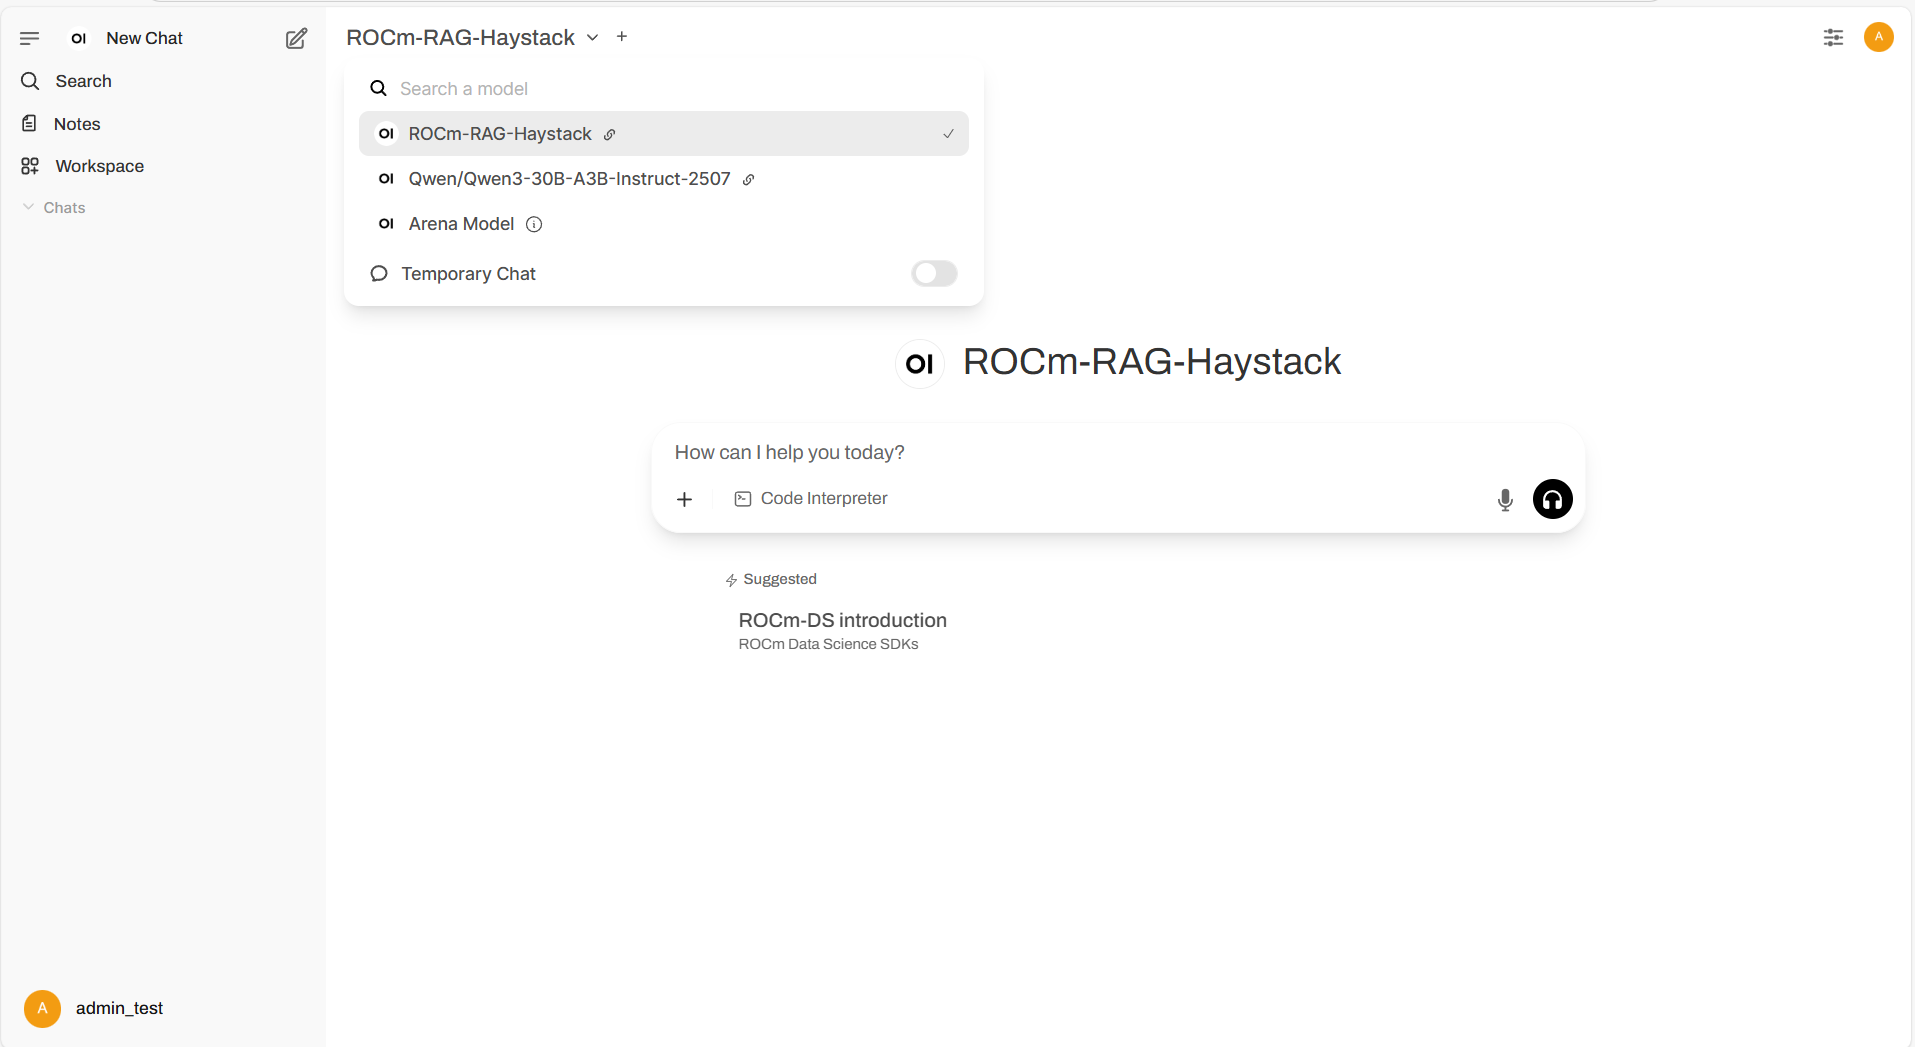 OI New Chat
Search
Notes
Workspace
Chats
ROCm-RAG-Haystack
A
Search a model
OI ROCm-RAG-Haystack
OI Qwen/Qwen3-30B-A3B-Instruct-2507
OI Arena Model
Temporary Chat
OI ROCm-RAG-Haystack
How can I help you today?
Code Interpreter
Suggested
ROCm-DS introduction
ROCm Data Science SDKs
A admin_test